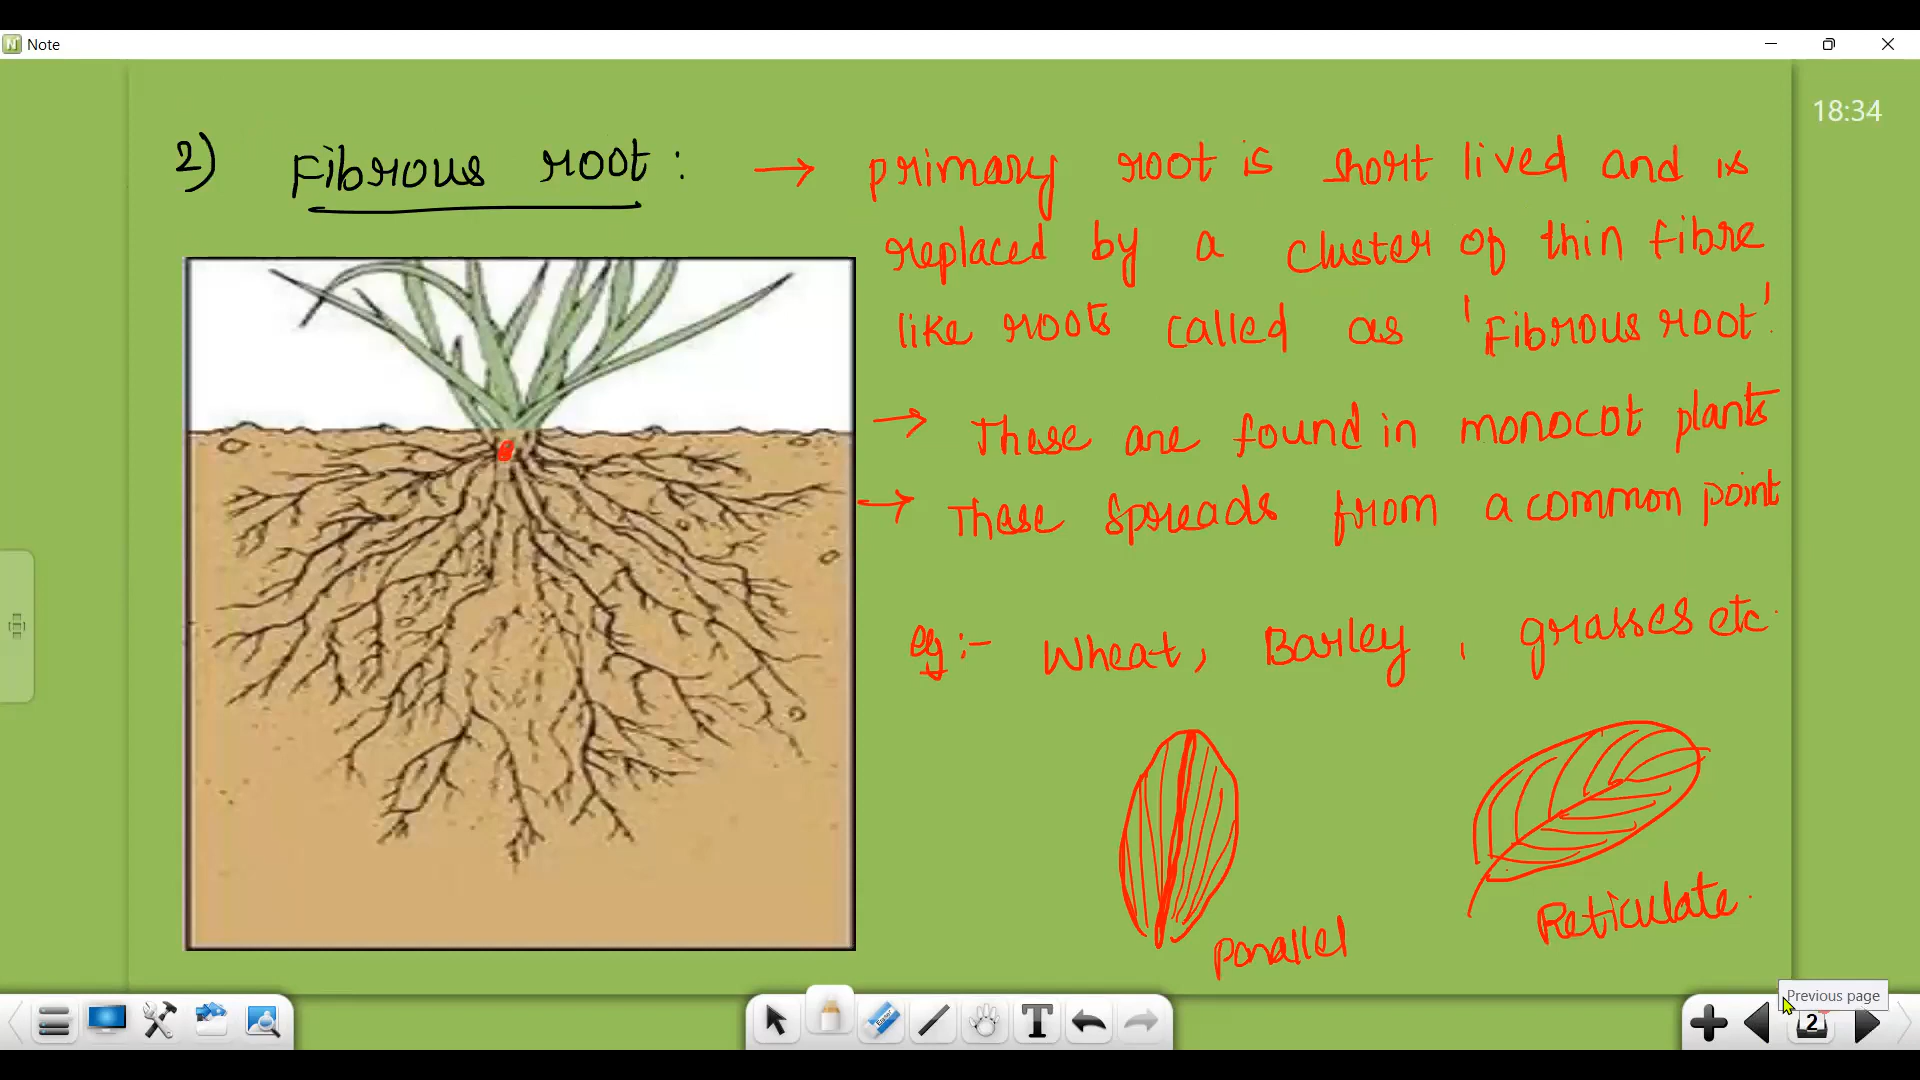 Note
18:34
2) Fibrous root : → primary root is short lived and is
replaced by a cluster of thin fibre
like roots called as 'Fibrous root'.
→ These are found in monocot plants
→ These spreads from a common point
eg :- Wheat, Barley, grasses etc.
Parallel
Reticulate.
Previous page
Eraser
T
2